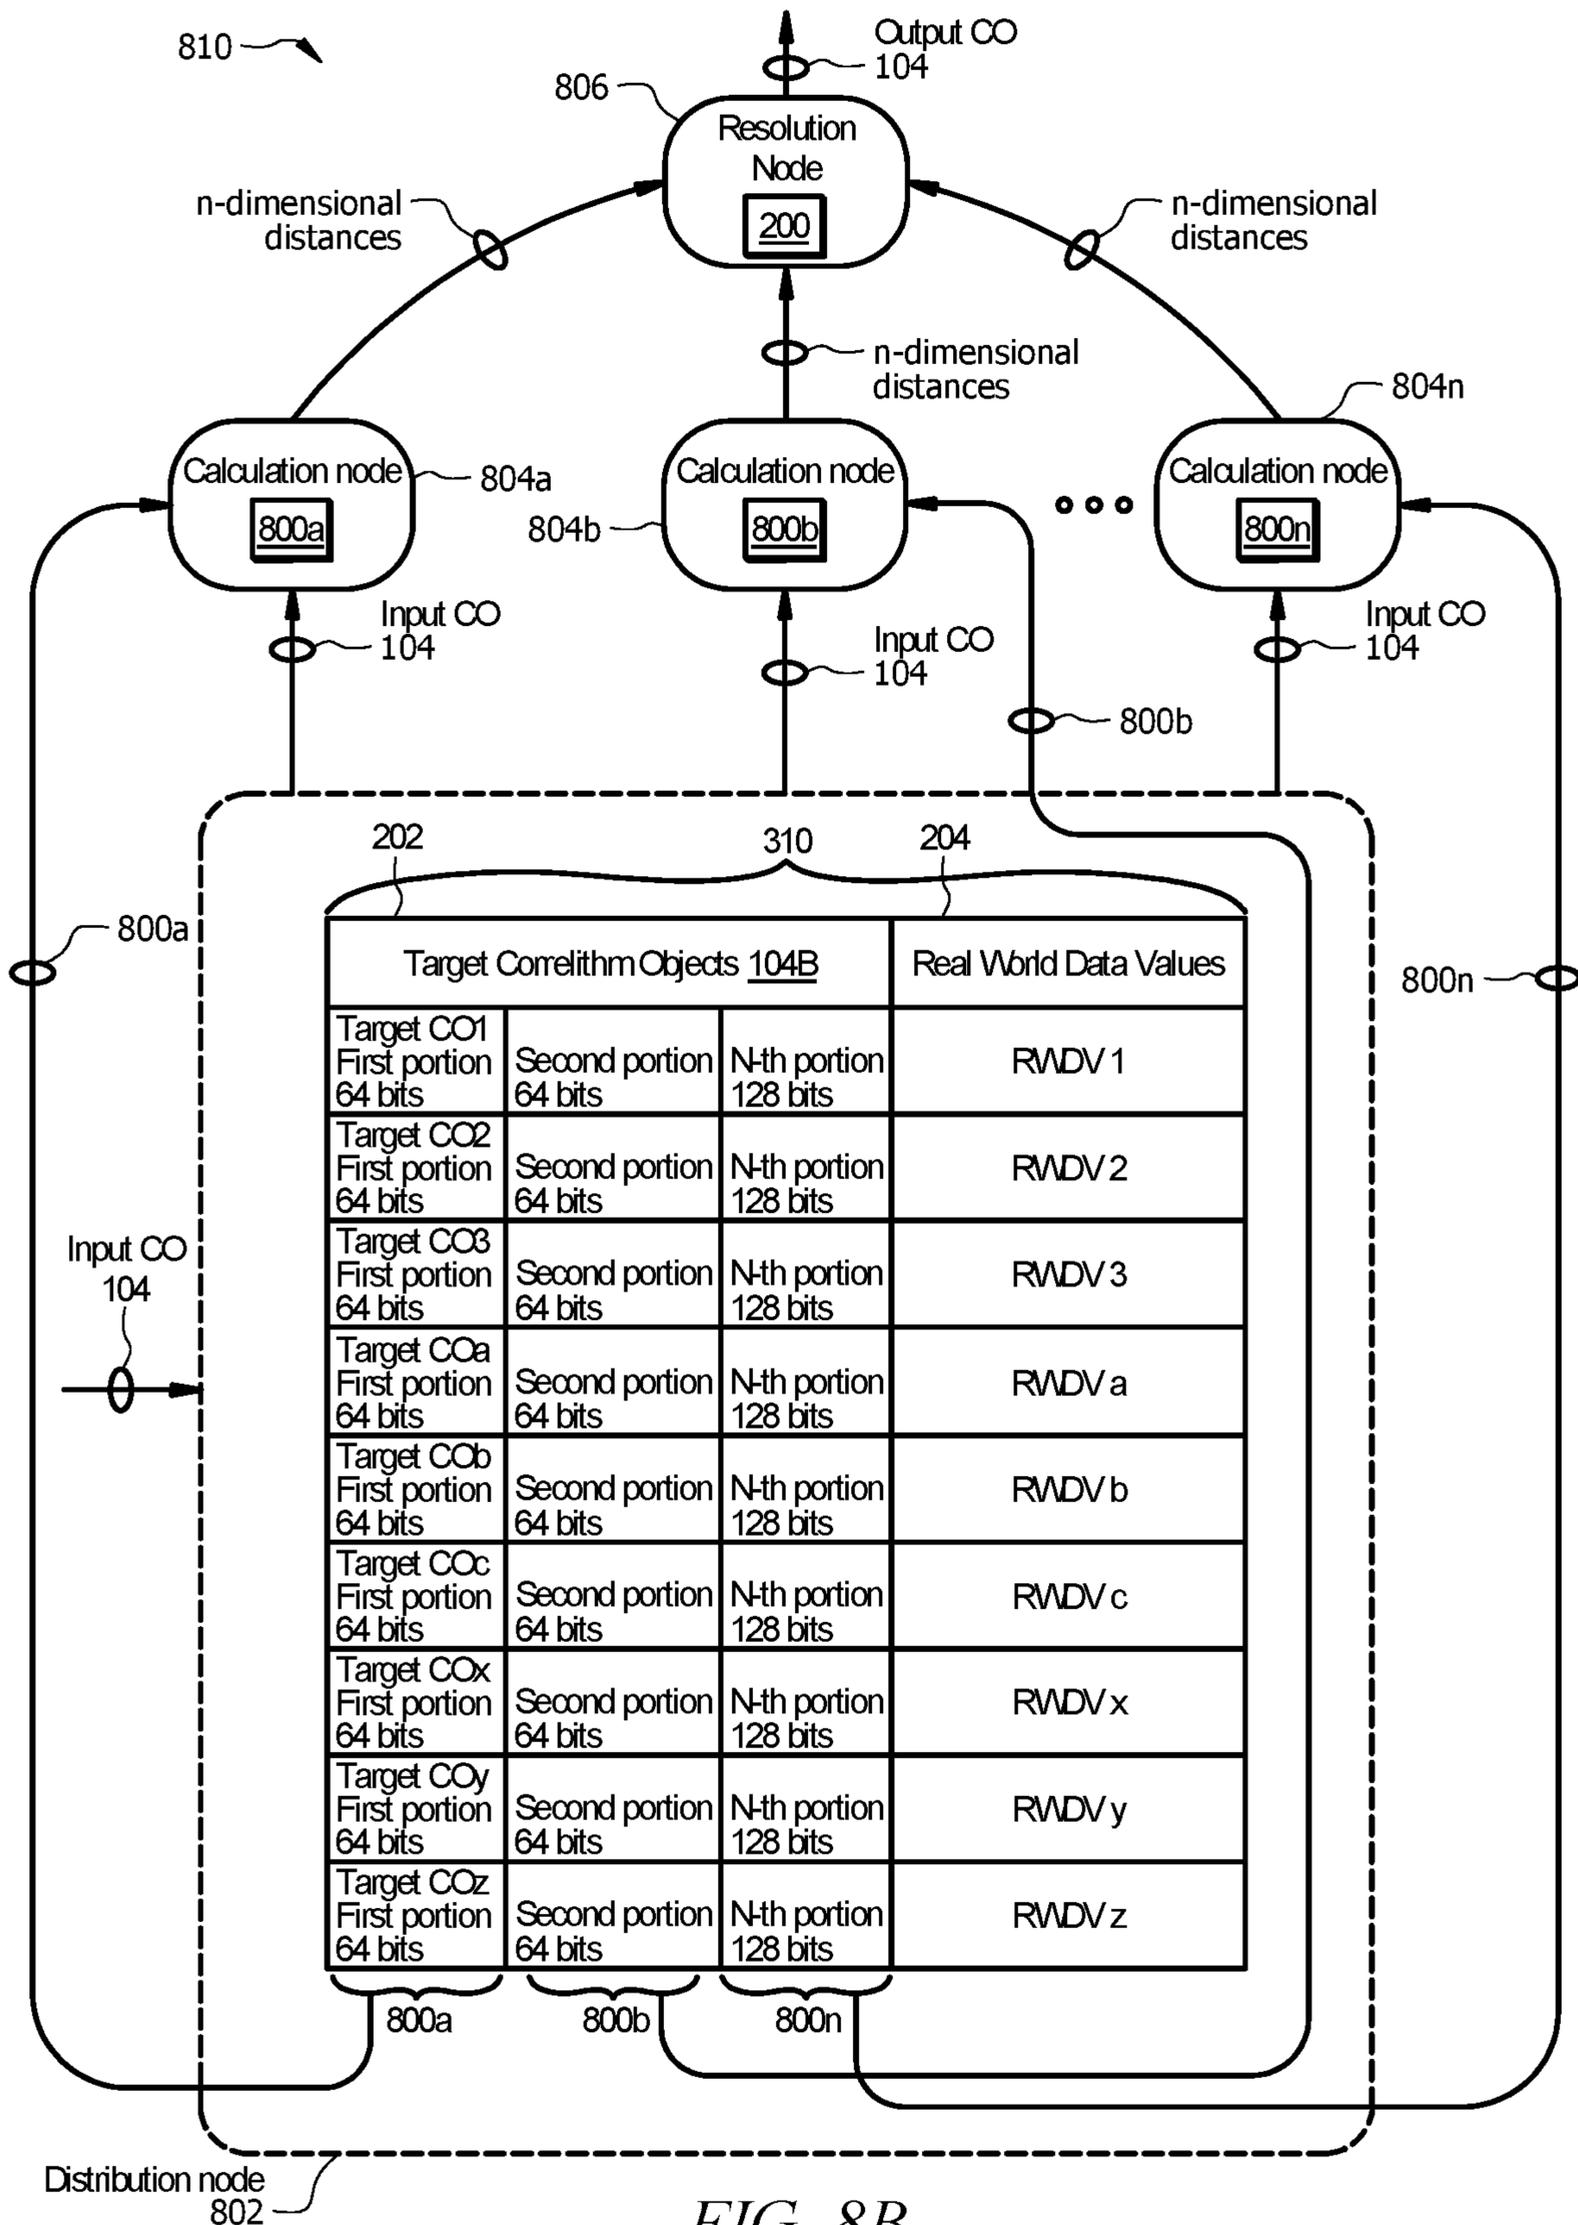 810
Output CO
104
806
Resolution
Node
200
n-dimensional
distances
n-dimensional
distances
n-dimensional
distances
804n
Calculation node
800a
804a
Calculation node
800b
804b
Calculation node
800n
Input CO
104
Input CO
104
Input CO
104
800b
202
310
204
800a
800n
Target Correlithm Objects 104B
Real World Data Values
Target CO1
First portion
64 bits
Second portion
64 bits
N-th portion
128 bits
RWDV 1
Target CO2
First portion
64 bits
Second portion
64 bits
N-th portion
128 bits
RWDV 2
Target CO3
First portion
64 bits
Second portion
64 bits
N-th portion
128 bits
RWDV 3
Input CO
104
Target COa
First portion
64 bits
Second portion
64 bits
N-th portion
128 bits
RWDV a
Target COb
First portion
64 bits
Second portion
64 bits
N-th portion
128 bits
RWDV b
Target COc
First portion
64 bits
Second portion
64 bits
N-th portion
128 bits
RWDV c
Target COx
First portion
64 bits
Second portion
64 bits
N-th portion
128 bits
RWDV x
Target COy
First portion
64 bits
Second portion
64 bits
N-th portion
128 bits
RWDV y
Target COz
First portion
64 bits
Second portion
64 bits
N-th portion
128 bits
RWDV z
800a
800b
800n
Distribution node
802
FIG. 8B